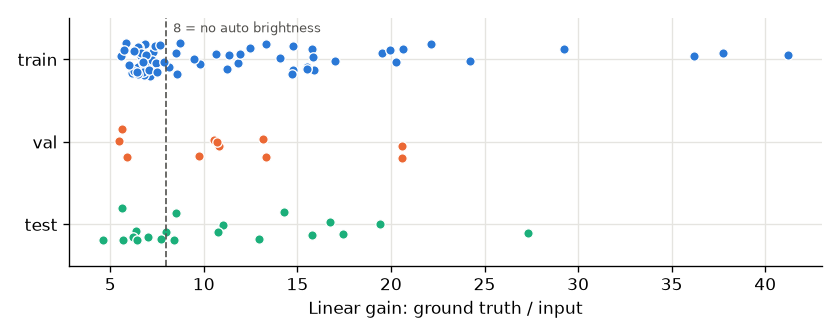 8 = no auto brightness
train
val
test
5 10 15 20 25 30 35 40
Linear gain: ground truth / input